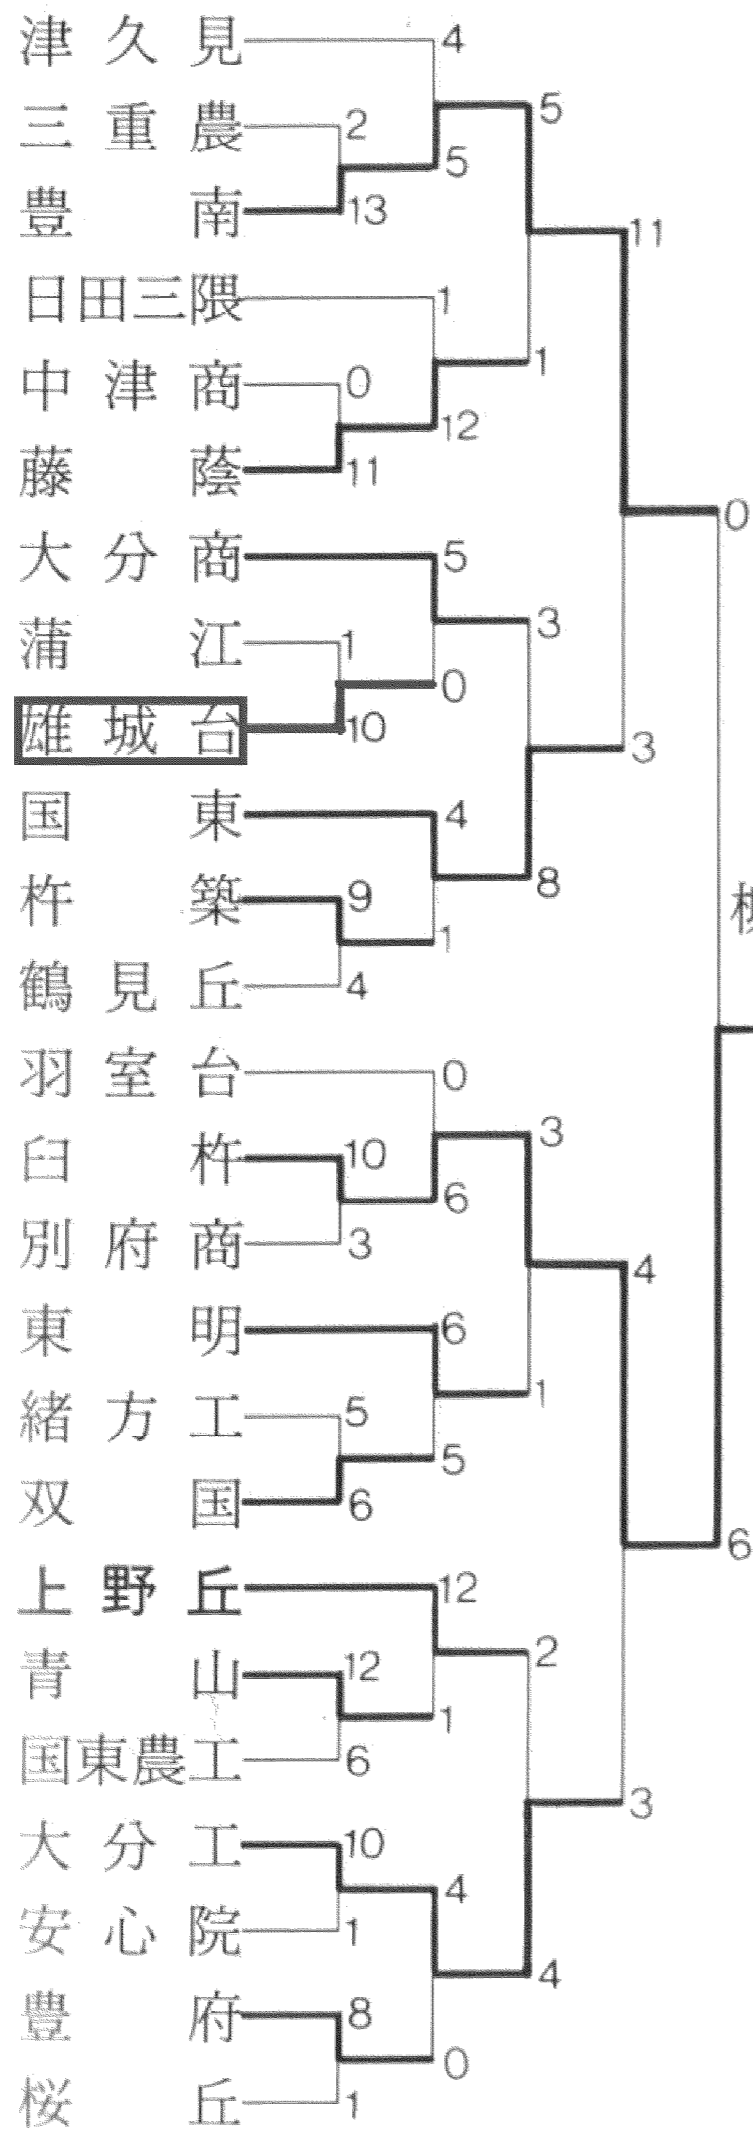 津久見 4
5
三重農 2
5
豊南 13
11
日田三隈 1
1
中津商 0
12
藤蔭 11
0
大分商 5
3
蒲江 1
0
雄城台 10
3
国東 4
8
杵築 9
1
鶴見丘 4
羽室台 0
3
臼杵 10
6
別府商 3
4
東明 6
1
緒方工 5
5
双国 6
6
上野丘 12
2
青山 12
1
国東農工 6
3
大分工 10
4
安心院 1
4
豊府 8
0
桜丘 1